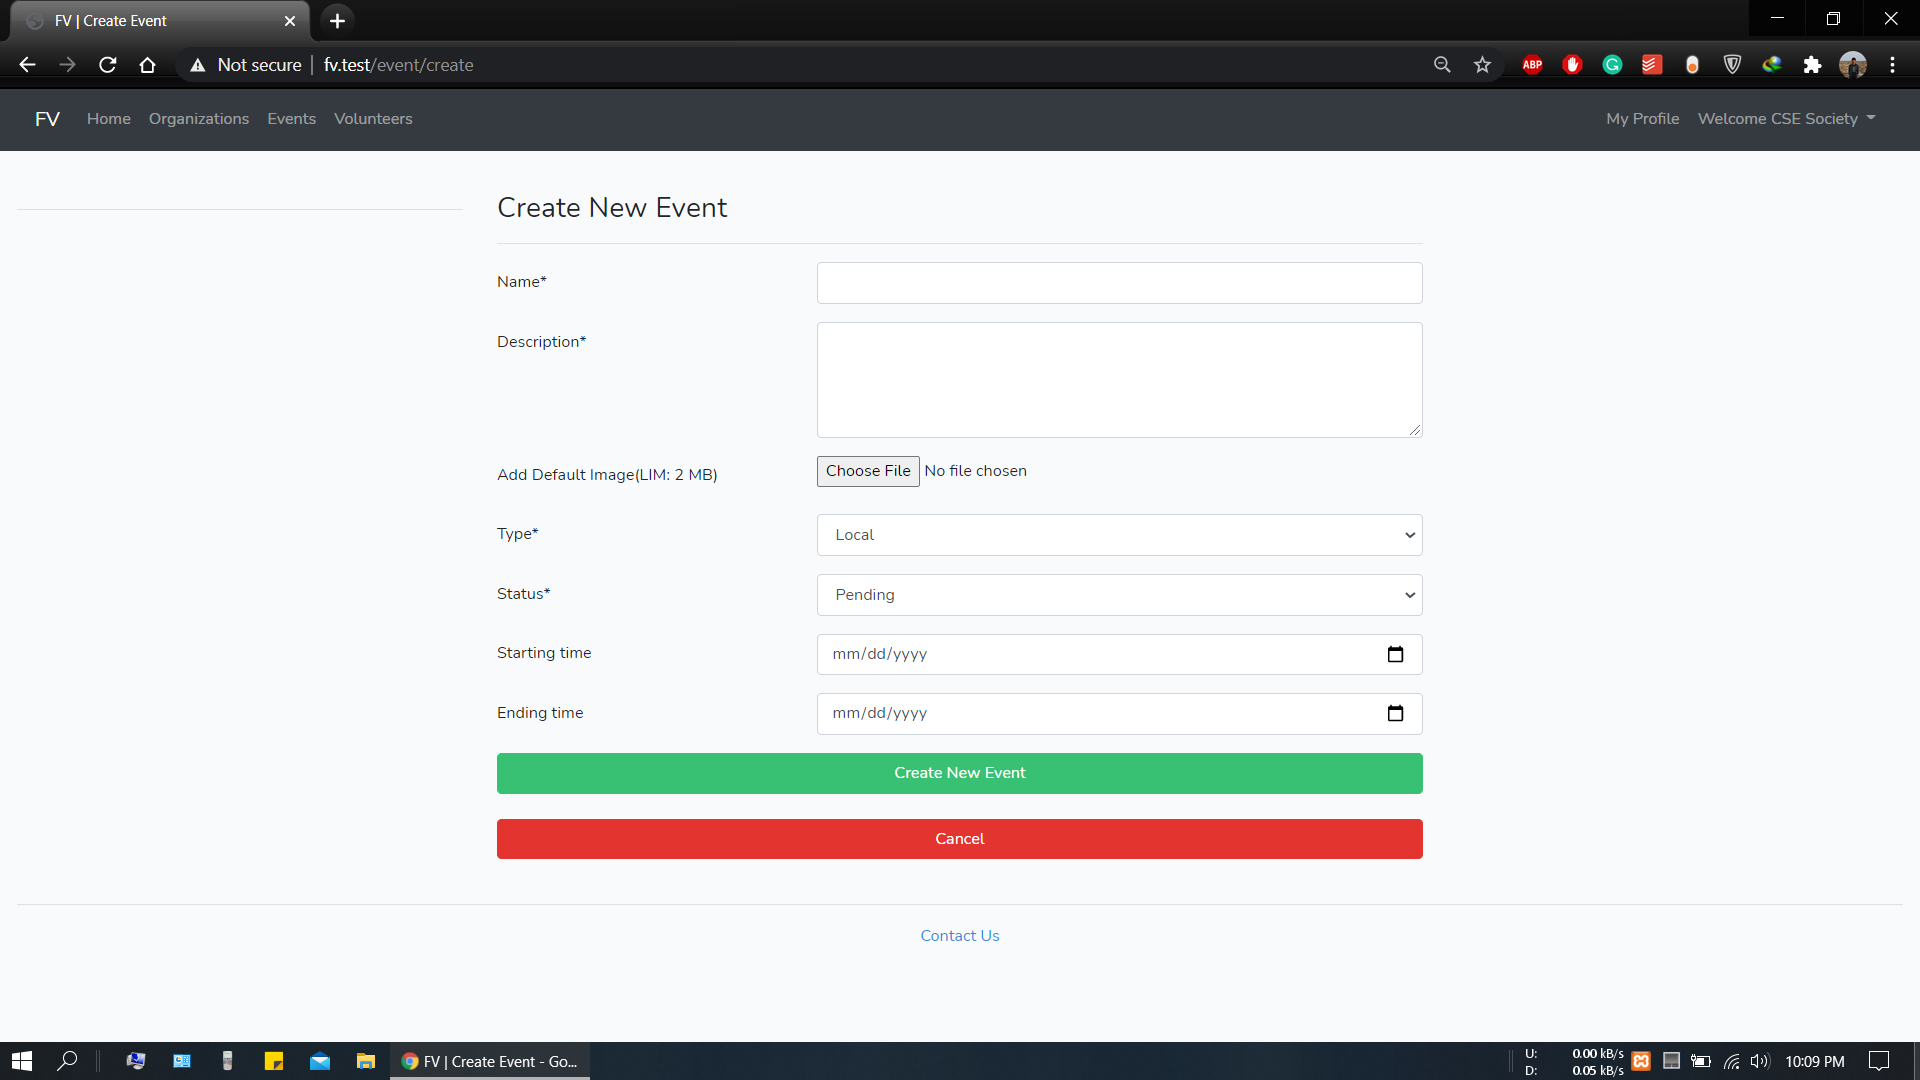 FV | Create Event
Not secure | fv.test/event/create
ABP
FV Home Organizations Events Volunteers My Profile Welcome CSE Society
Create New Event
Name*
Description*
Add Default Image(LIM: 2 MB) Choose File No file chosen
Type* Local
Status* Pending
Starting time mm/dd/yyyy
Ending time mm/dd/yyyy
Create New Event
Cancel
Contact Us
FV | Create Event - Go...
U: 0.00 kB/s
D: 0.05 kB/s
10:09 PM